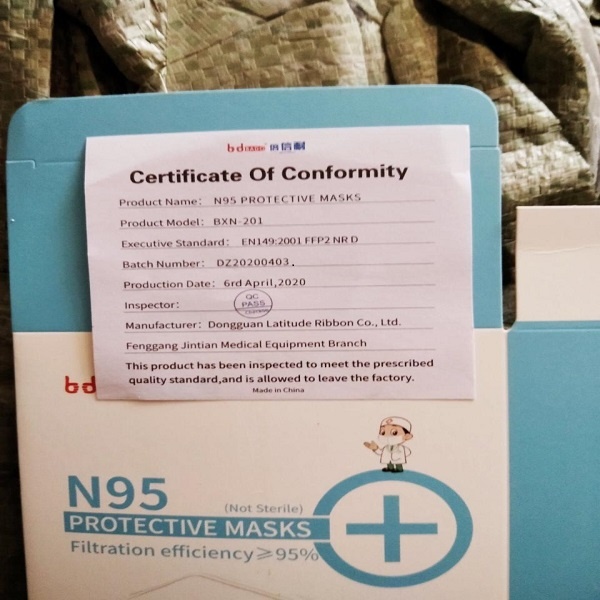 bd 倍信耐
Certificate Of Conformity
Product Name: N95 PROTECTIVE MASKS
Product Model: BXN-201
Executive Standard: EN149:2001 FFP2 NR D
Batch Number: DZ20200403.
Production Date: 6rd April,2020
Inspector: QC
PASS
Manufacturer: Dongguan Latitude Ribbon Co., Ltd.
Fenggang Jintian Medical Equipment Branch
This product has been inspected to meet the prescribed
quality standard,and is allowed to leave the factory.
Made in China
bd
N95
(Not Sterile)
PROTECTIVE MASKS
Filtration efficiency≥95%